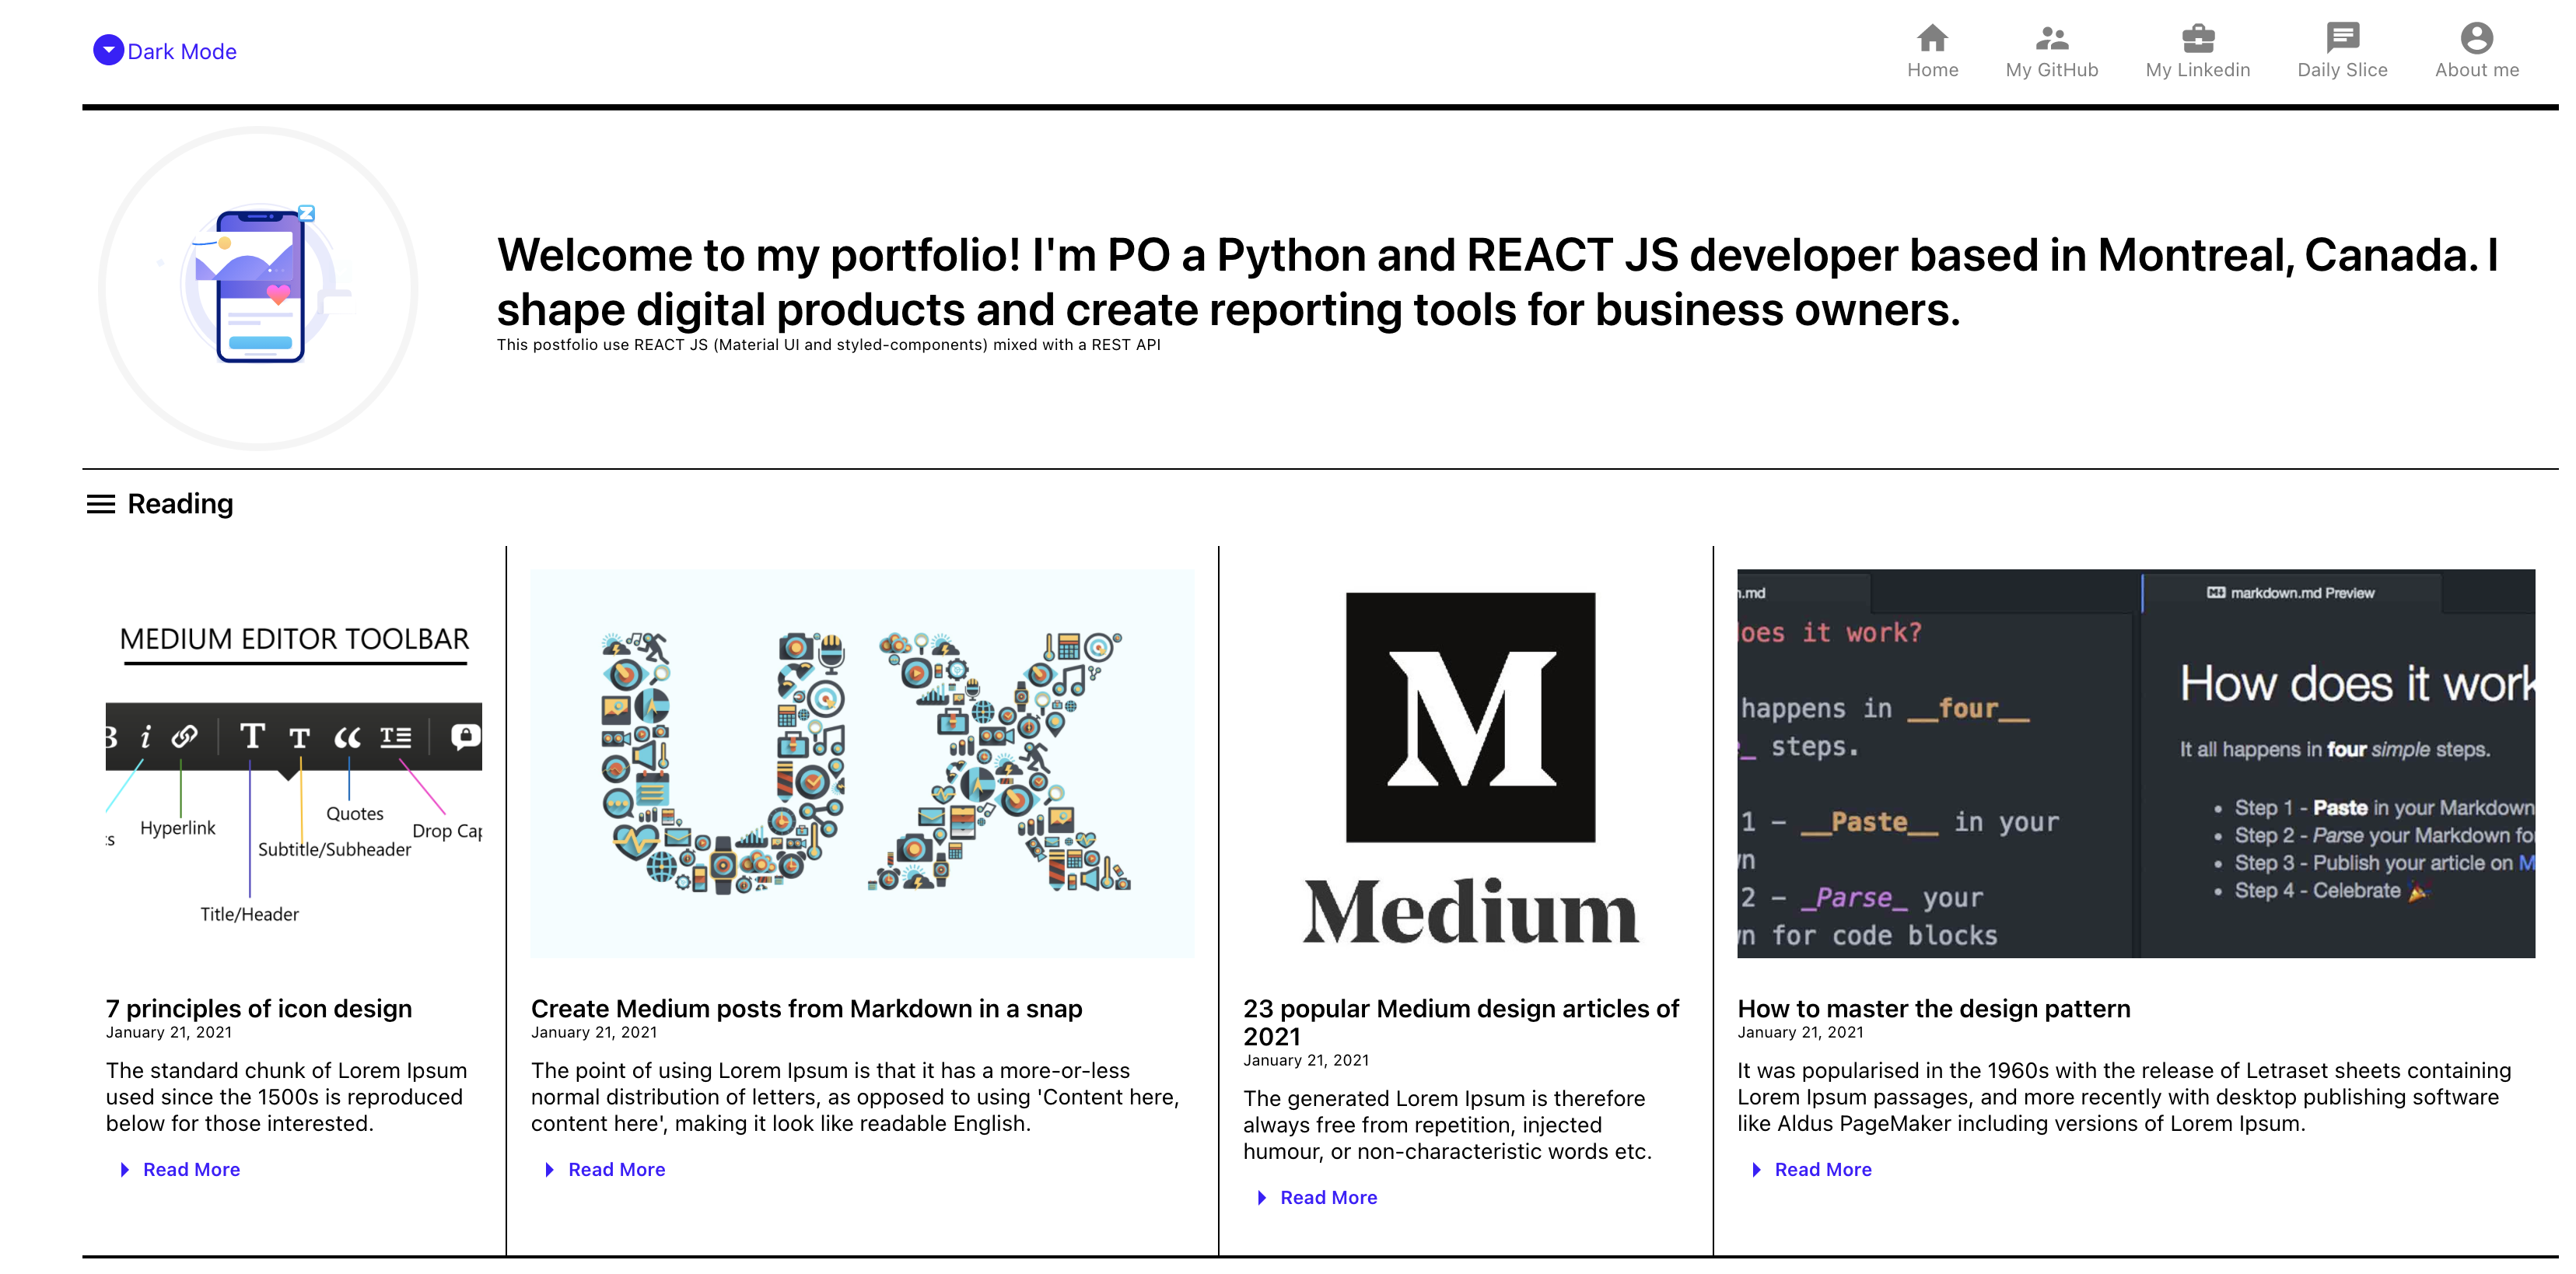 Dark Mode
Home
My GitHub
My Linkedin
Daily Slice
About me
Welcome to my portfolio! I'm PO a Python and REACT JS developer based in Montreal, Canada. I
shape digital products and create reporting tools for business owners.
This postfolio use REACT JS (Material UI and styled-components) mixed with a REST API
Reading
MEDIUM EDITOR TOOLBAR
B i T T “ T
Hyperlink
Quotes
Drop Cap
Subtitle/Subheader
Title/Header
7 principles of icon design
January 21, 2021
The standard chunk of Lorem Ipsum
used since the 1500s is reproduced
below for those interested.
Read More
UX
Create Medium posts from Markdown in a snap
January 21, 2021
The point of using Lorem Ipsum is that it has a more-or-less
normal distribution of letters, as opposed to using 'Content here,
content here', making it look like readable English.
Read More
M
Medium
23 popular Medium design articles of
2021
January 21, 2021
The generated Lorem Ipsum is therefore
always free from repetition, injected
humour, or non-characteristic words etc.
Read More
.md
markdown.md Preview
does it work?
happens in __four__
_ steps.
1 – __Paste__ in your
n
2 – _Parse_ your
n for code blocks
How does it work
It all happens in four simple steps.
Step 1 - Paste in your Markdown
Step 2 - Parse your Markdown fo
Step 3 - Publish your article on M
Step 4 - Celebrate 🎉
How to master the design pattern
January 21, 2021
It was popularised in the 1960s with the release of Letraset sheets containing
Lorem Ipsum passages, and more recently with desktop publishing software
like Aldus PageMaker including versions of Lorem Ipsum.
Read More